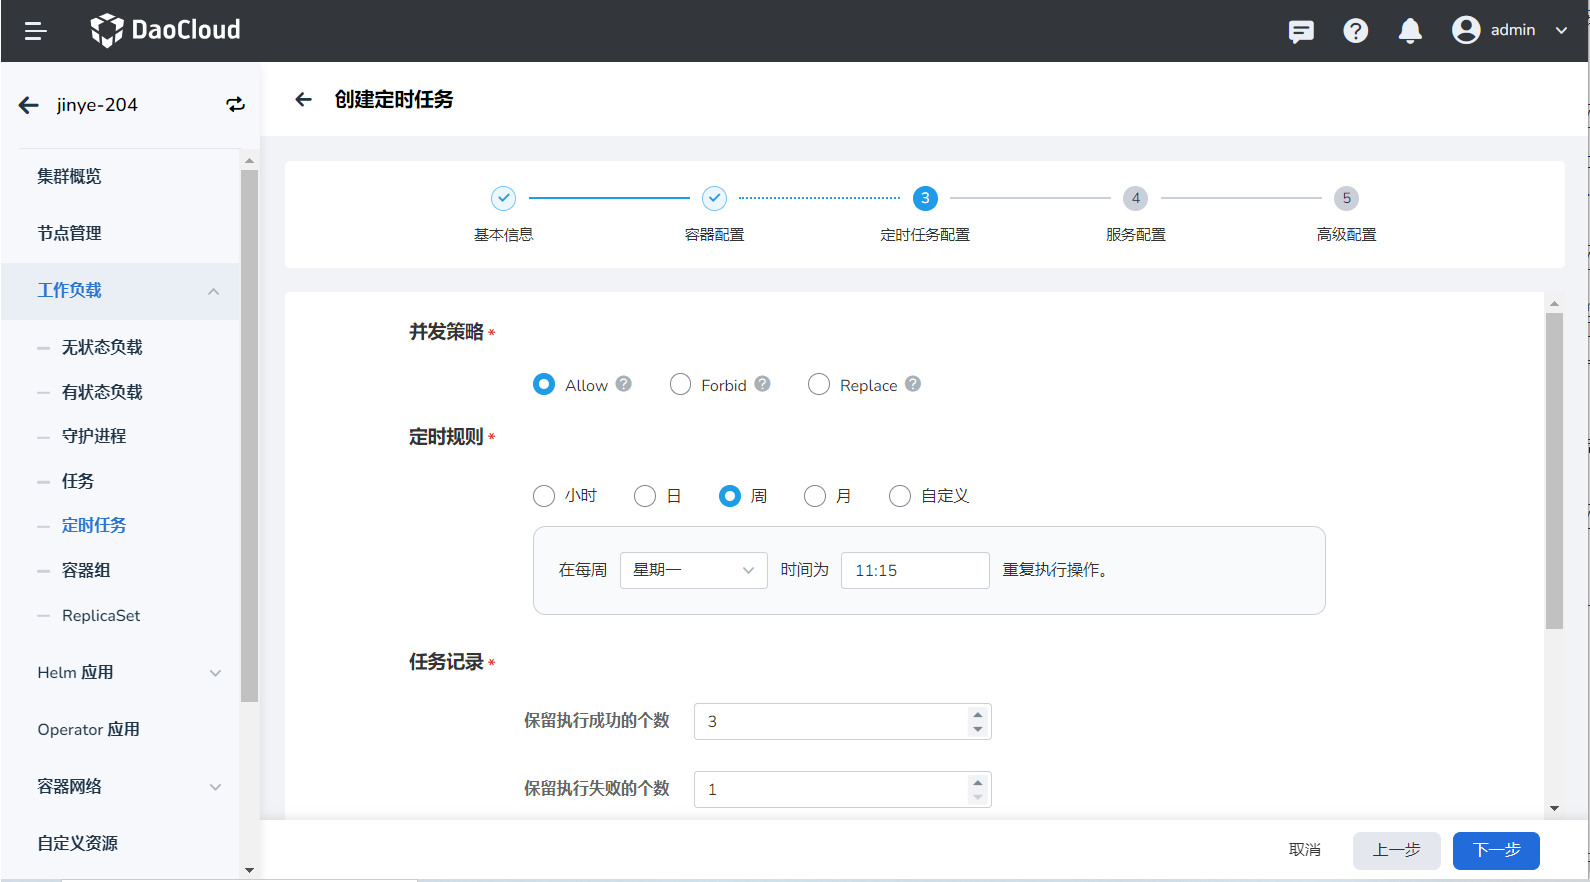 DaoCloud
admin
jinye-204
创建定时任务
集群概览
节点管理
工作负载
无状态负载
有状态负载
守护进程
任务
定时任务
容器组
ReplicaSet
Helm 应用
Operator 应用
容器网络
自定义资源
3 4 5
基本信息 容器配置 定时任务配置 服务配置 高级配置
并发策略 *
Allow ? Forbid ? Replace ?
定时规则 *
小时 日 周 月 自定义
在每周 星期一 时间为 11:15 重复执行操作。
任务记录 *
保留执行成功的个数 3
保留执行失败的个数 1
取消 上一步 下一步